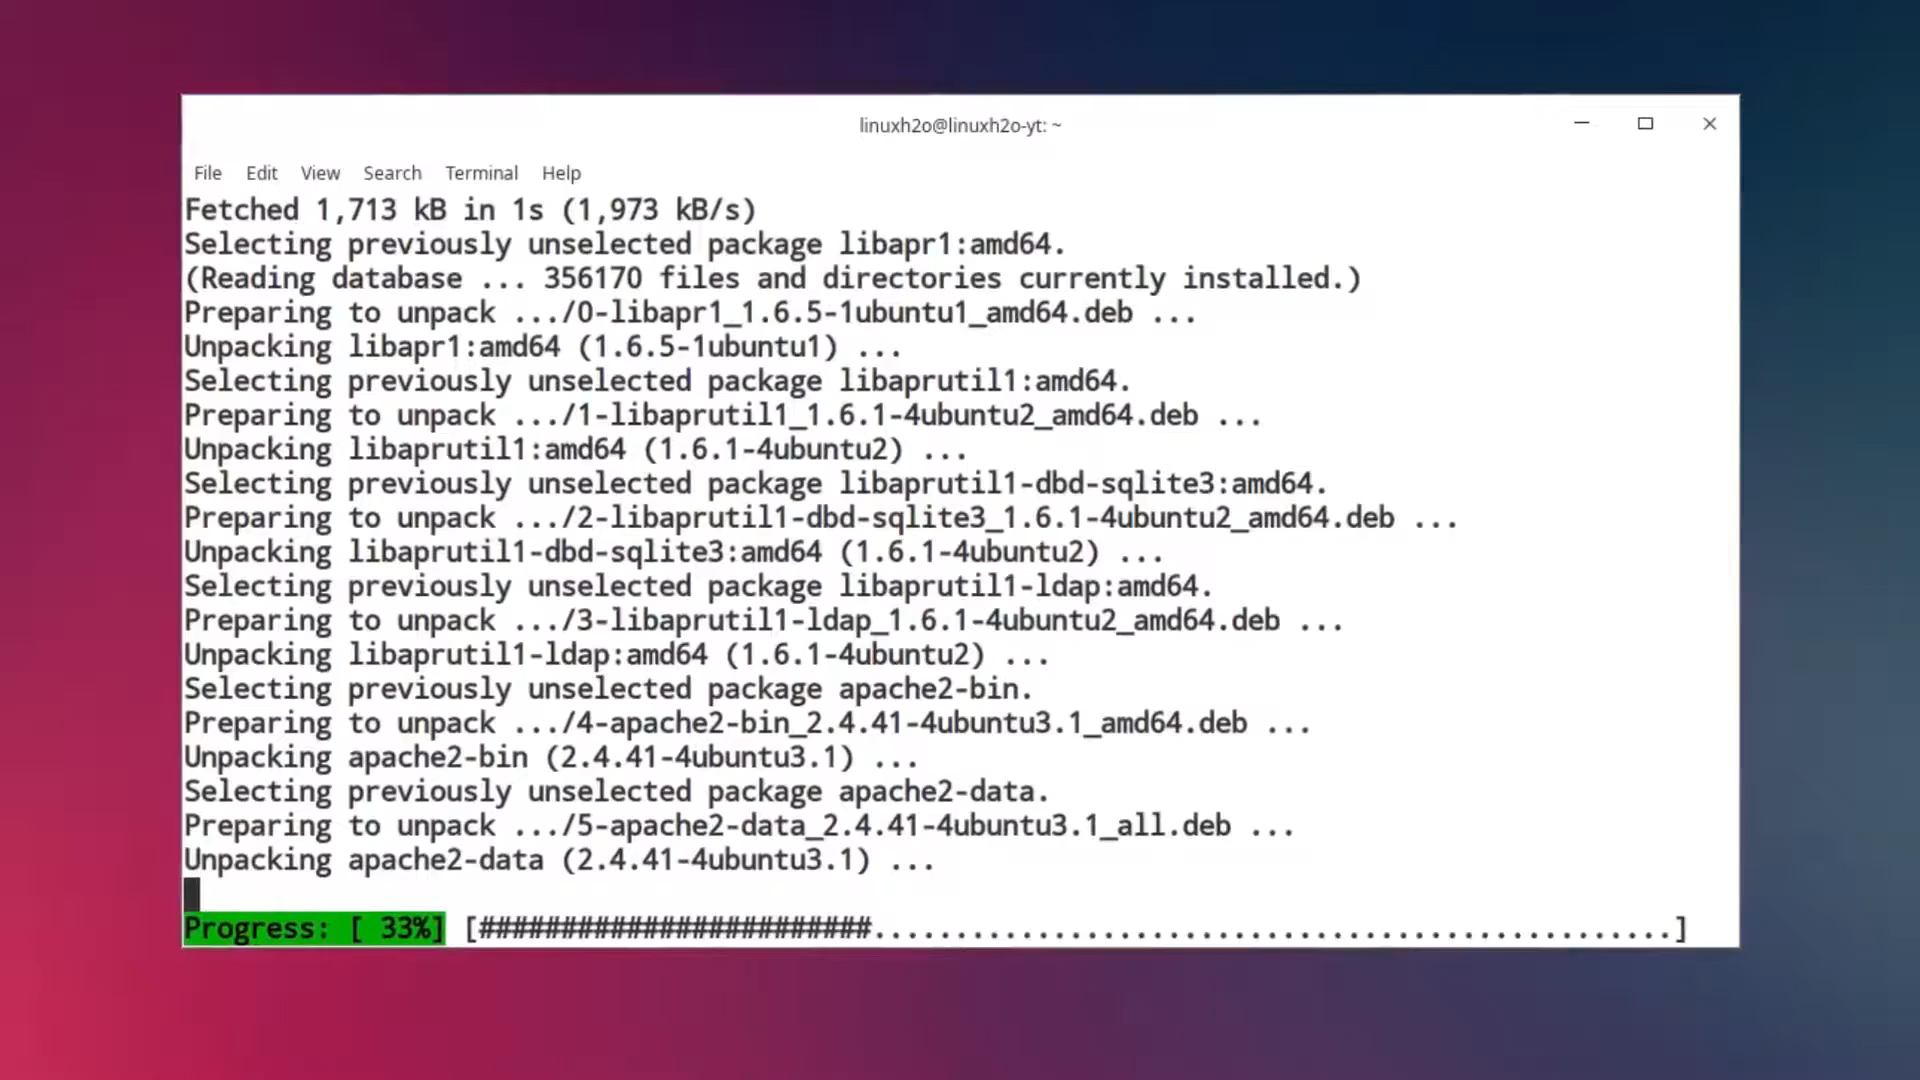 linuxh2o@linuxh2o-yt: ~
File Edit View Search Terminal Help
Fetched 1,713 kB in 1s (1,973 kB/s)
Selecting previously unselected package libapr1:amd64.
(Reading database ... 356170 files and directories currently installed.)
Preparing to unpack .../0-libapr1_1.6.5-1ubuntu1_amd64.deb ...
Unpacking libapr1:amd64 (1.6.5-1ubuntu1) ...
Selecting previously unselected package libaprutil1:amd64.
Preparing to unpack .../1-libaprutil1_1.6.1-4ubuntu2_amd64.deb ...
Unpacking libaprutil1:amd64 (1.6.1-4ubuntu2) ...
Selecting previously unselected package libaprutil1-dbd-sqlite3:amd64.
Preparing to unpack .../2-libaprutil1-dbd-sqlite3_1.6.1-4ubuntu2_amd64.deb ...
Unpacking libaprutil1-dbd-sqlite3:amd64 (1.6.1-4ubuntu2) ...
Selecting previously unselected package libaprutil1-ldap:amd64.
Preparing to unpack .../3-libaprutil1-ldap_1.6.1-4ubuntu2_amd64.deb ...
Unpacking libaprutil1-ldap:amd64 (1.6.1-4ubuntu2) ...
Selecting previously unselected package apache2-bin.
Preparing to unpack .../4-apache2-bin_2.4.41-4ubuntu3.1_amd64.deb ...
Unpacking apache2-bin (2.4.41-4ubuntu3.1) ...
Selecting previously unselected package apache2-data.
Preparing to unpack .../5-apache2-data_2.4.41-4ubuntu3.1_all.deb ...
Unpacking apache2-data (2.4.41-4ubuntu3.1) ...
Progress: [ 33%] [########################.................................................]